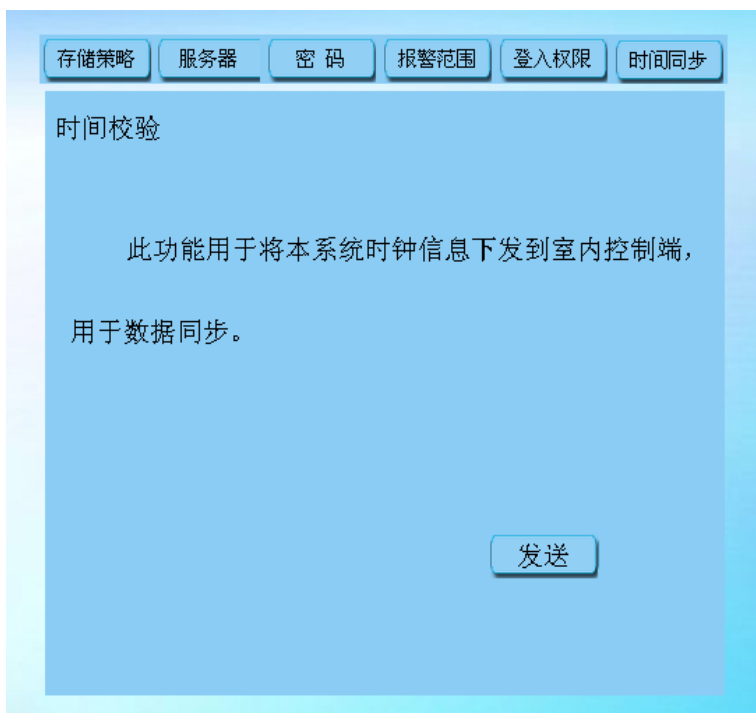 存储策略 服务器 密 码 报警范围 登入权限 时间同步
时间校验
此功能用于将本系统时钟信息下发到室内控制端，
用于数据同步。
发送